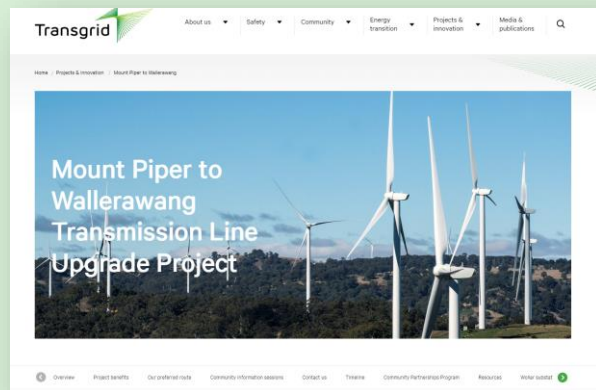 Transgrid
About us
Safety
Community
Energy transition
Projects & innovation
Media & publications
Home / Projects & Innovation / Mount Piper to Wallerawang
Mount Piper to
Wallerawang
Transmission Line
Upgrade Project
Overview
Project benefits
Our preferred route
Community information sessions
Contact us
Timeline
Community Partnerships Program
Resources